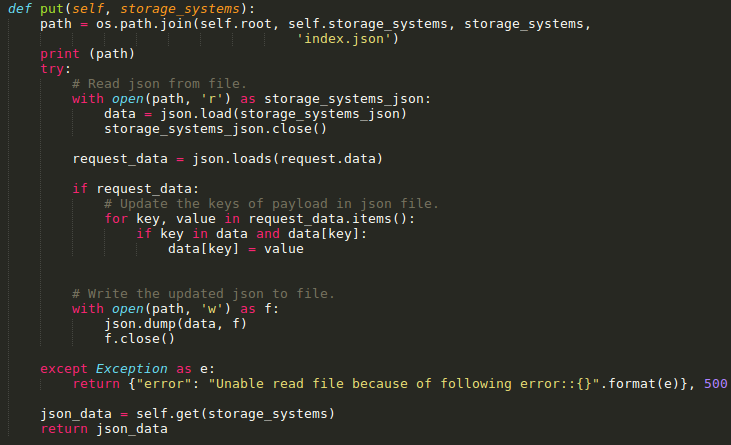 def put(self, storage_systems):
path = os.path.join(self.root, self.storage_systems, storage_systems,
'index.json')
print (path)
try:
# Read json from file.
with open(path, 'r') as storage_systems_json:
data = json.load(storage_systems_json)
storage_systems_json.close()
request_data = json.loads(request.data)
if request_data:
# Update the keys of payload in json file.
for key, value in request_data.items():
if key in data and data[key]:
data[key] = value
# Write the updated json to file.
with open(path, 'w') as f:
json.dump(data, f)
f.close()
except Exception as e:
return {"error": "Unable read file because of following error::{}".format(e)}, 500
json_data = self.get(storage_systems)
return json_data